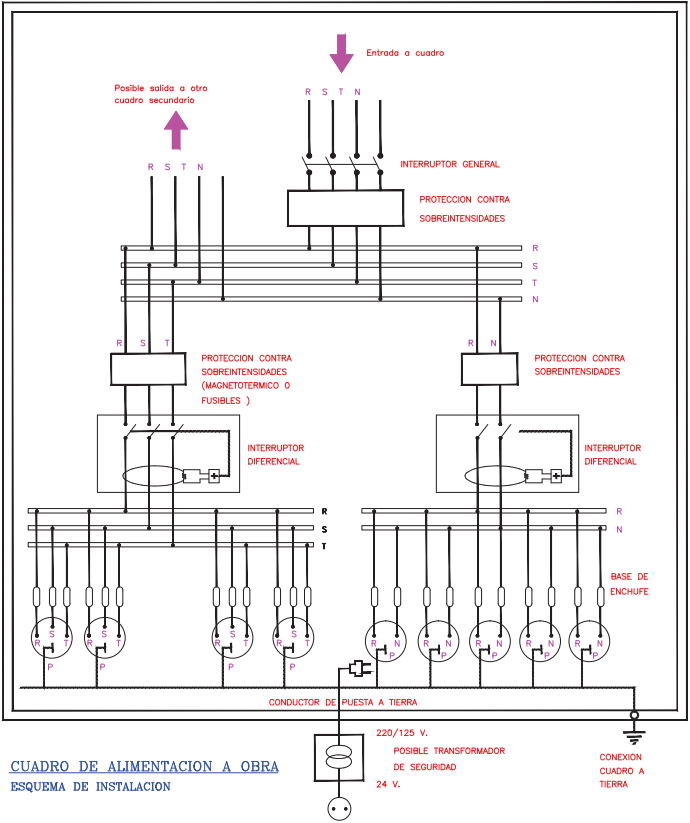 Entrada a cuadro
Posible salida a otro
cuadro secundario
R S T N
INTERRUPTOR GENERAL
R S T N
PROTECCION CONTRA
SOBREINTENSIDADES
R
S
T
N
R S T
R N
PROTECCION CONTRA
SOBREINTENSIDADES
(MAGNETOTERMICO O
FUSIBLES )
PROTECCION CONTRA
SOBREINTENSIDADES
INTERRUPTOR
DIFERENCIAL
INTERRUPTOR
DIFERENCIAL
R
S
T
R
N
BASE DE
ENCHUFE
R S T R S T R S T R S T
R N R N R N R N R N
P P P P P
P P P P
CONDUCTOR DE PUESTA A TIERRA
220/125 V.
POSIBLE TRANSFORMADOR
DE SEGURIDAD
24 V.
CONEXION
CUADRO A
TIERRA
CUADRO DE ALIMENTACION A OBRA
ESQUEMA DE INSTALACION